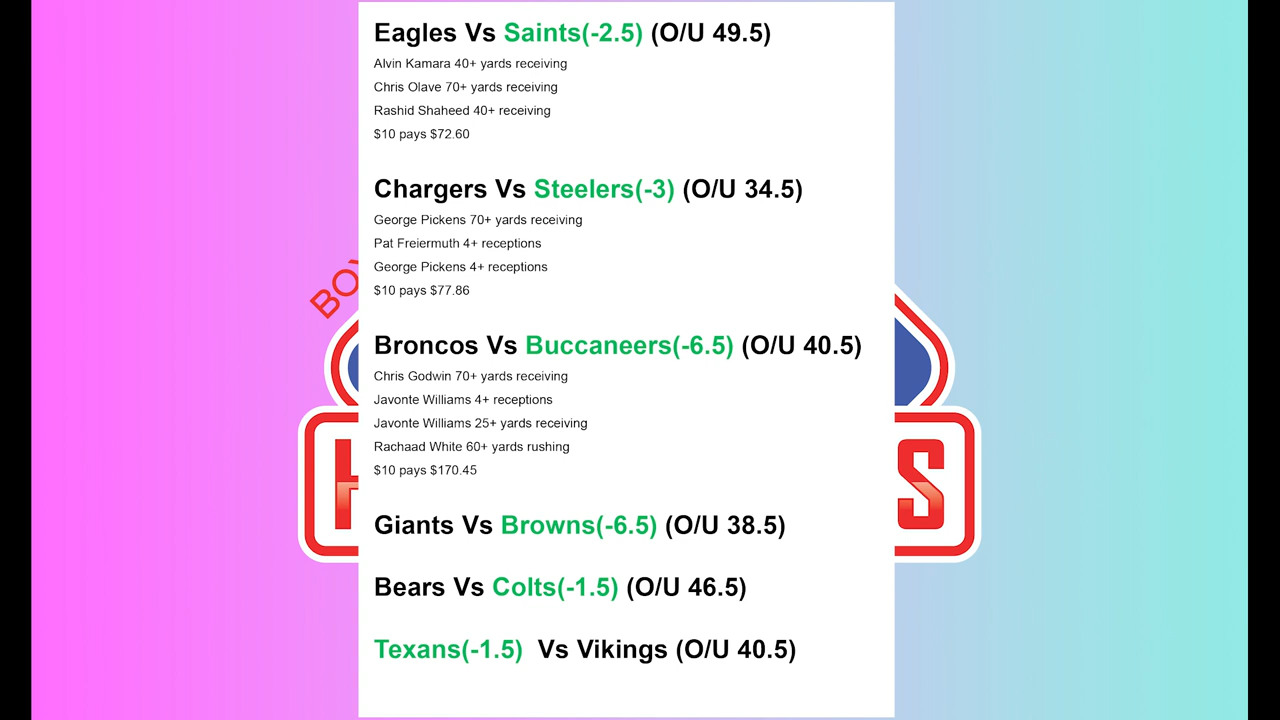 Eagles Vs Saints(-2.5) (O/U 49.5)
Alvin Kamara 40+ yards receiving
Chris Olave 70+ yards receiving
Rashid Shaheed 40+ receiving
$10 pays $72.60
Chargers Vs Steelers(-3) (O/U 34.5)
George Pickens 70+ yards receiving
Pat Freiermuth 4+ receptions
George Pickens 4+ receptions
$10 pays $77.86
Broncos Vs Buccaneers(-6.5) (O/U 40.5)
Chris Godwin 70+ yards receiving
Javonte Williams 4+ receptions
Javonte Williams 25+ yards receiving
Rachaad White 60+ yards rushing
$10 pays $170.45
Giants Vs Browns(-6.5) (O/U 38.5)
Bears Vs Colts(-1.5) (O/U 46.5)
Texans(-1.5) Vs Vikings (O/U 40.5)